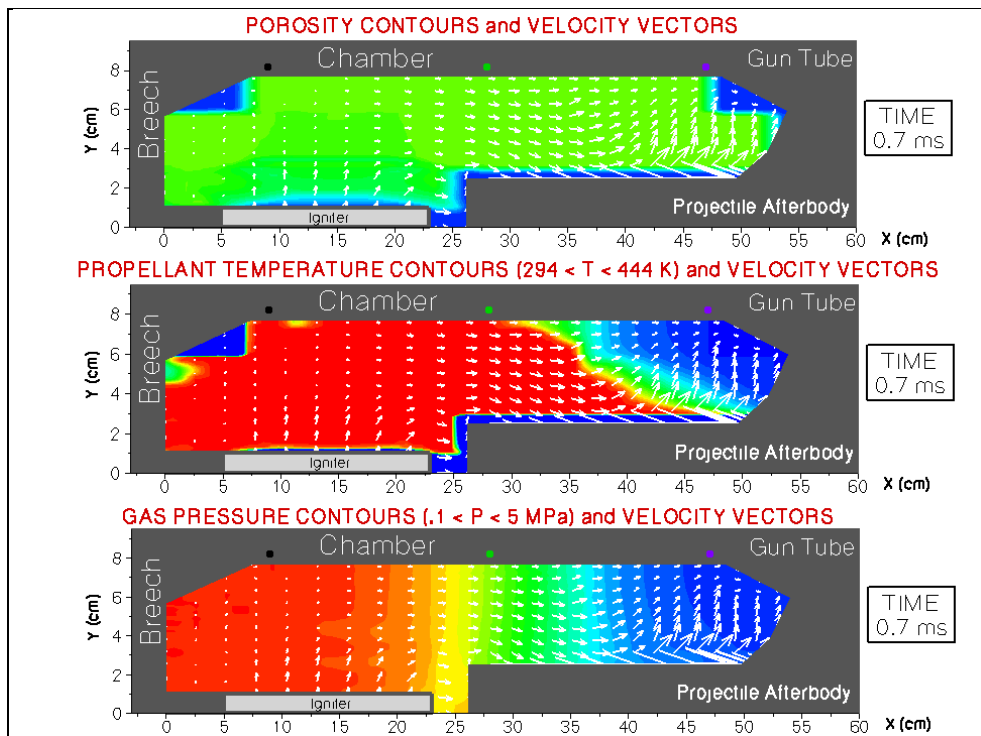 POROSITY CONTOURS and VELOCITY VECTORS
Chamber
Gun Tube
Breech
Y (cm)
8
6
4
2
0
TIME
0.7 ms
Projectile Afterbody
Igniter
0 5 10 15 20 25 30 35 40 45 50 55 60
X (cm)
PROPELLANT TEMPERATURE CONTOURS (294 < T < 444 K) and VELOCITY VECTORS
Chamber
Gun Tube
Breech
Y (cm)
8
6
4
2
0
TIME
0.7 ms
Projectile Afterbody
Igniter
0 5 10 15 20 25 30 35 40 45 50 55 60
X (cm)
GAS PRESSURE CONTOURS (.1 < P < 5 MPa) and VELOCITY VECTORS
Chamber
Gun Tube
Breech
Y (cm)
8
6
4
2
0
TIME
0.7 ms
Projectile Afterbody
Igniter
0 5 10 15 20 25 30 35 40 45 50 55 60
X (cm)